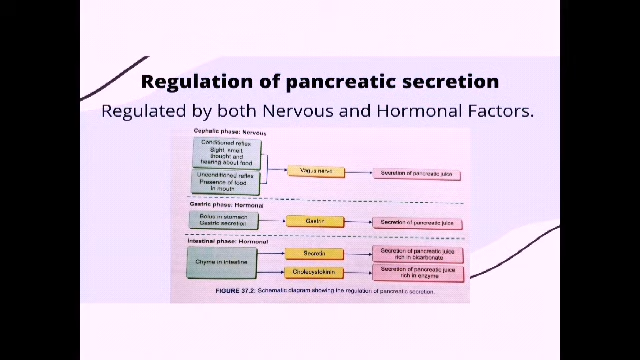 Regulation of pancreatic secretion
Regulated by both Nervous and Hormonal Factors.
Cephalic phase: Nervous
Conditioned reflex
Sight, smell
thought and
hearing about food
Unconditioned reflex
Presence of food
in mouth
Vagus nerve
Secretion of pancreatic juice
Gastric phase: Hormonal
Bolus in stomach
Gastric secretion
Gastrin
Secretion of pancreatic juice
Intestinal phase: Hormonal
Chyme in intestine
Secretin
Secretion of pancreatic juice
rich in bicarbonate
Cholecystokinin
Secretion of pancreatic juice
rich in enzyme
FIGURE 37.2: Schematic diagram showing the regulation of pancreatic secretion.